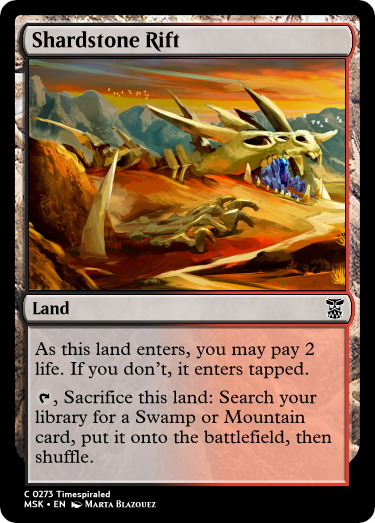 Shardstone Rift
Land
As this land enters, you may pay 2
life. If you don't, it enters tapped.
, Sacrifice this land: Search your
library for a Swamp or Mountain
card, put it onto the battlefield, then
shuffle.
C 0273 Timespiraled
MSK • EN Marta Blazouez